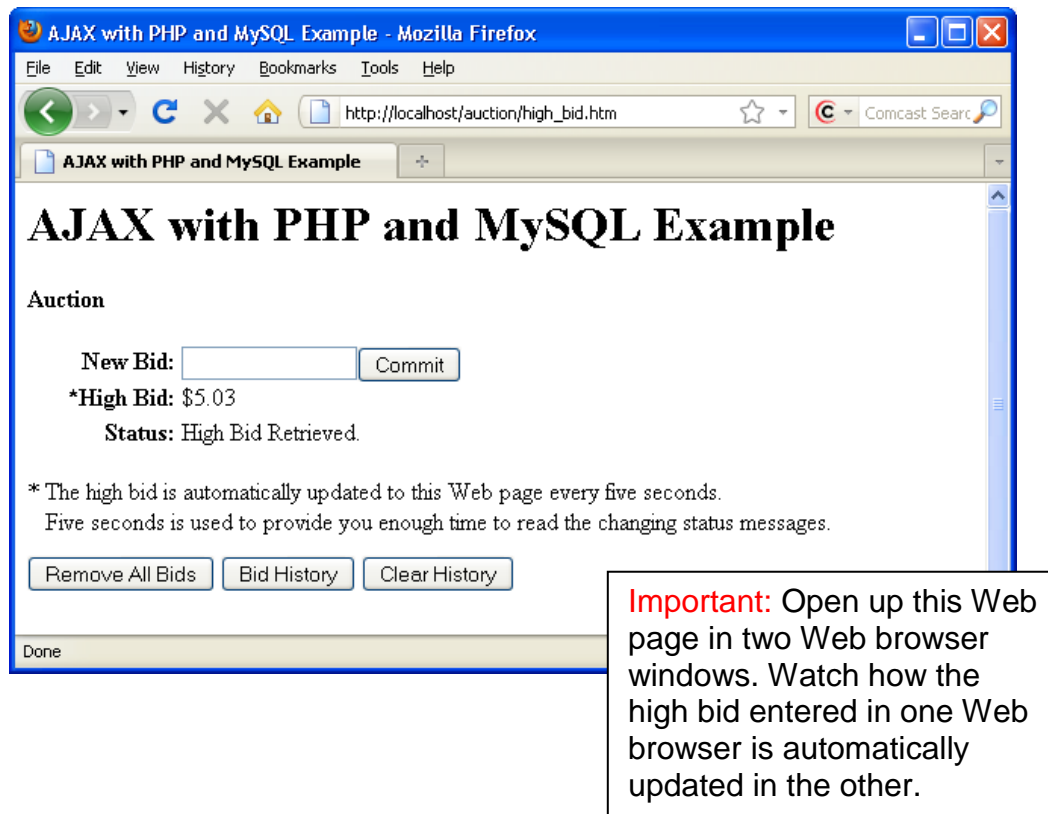 AJAX with PHP and MySQL Example - Mozilla Firefox
File Edit View History Bookmarks Tools Help
http://localhost/auction/high_bid.htm C Comcast Searc
AJAX with PHP and MySQL Example
AJAX with PHP and MySQL Example
Auction
New Bid: Commit
*High Bid: $5.03
Status: High Bid Retrieved.
* The high bid is automatically updated to this Web page every five seconds.
Five seconds is used to provide you enough time to read the changing status messages.
Remove All Bids Bid History Clear History
Done
Important: Open up this Web
page in two Web browser
windows. Watch how the
high bid entered in one Web
browser is automatically
updated in the other.